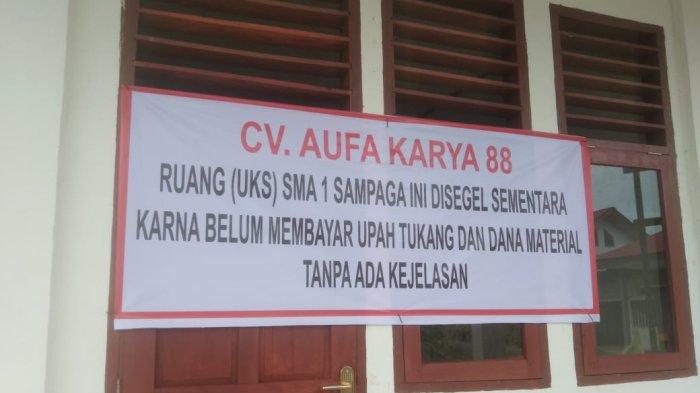 CV. AUFA KARYA 88
RUANG (UKS) SMA 1 SAMPAGA INI DISEGEL SEMENTARA
KARNA BELUM MEMBAYAR UPAH TUKANG DAN DANA MATERIAL
TANPA ADA KEJELASAN